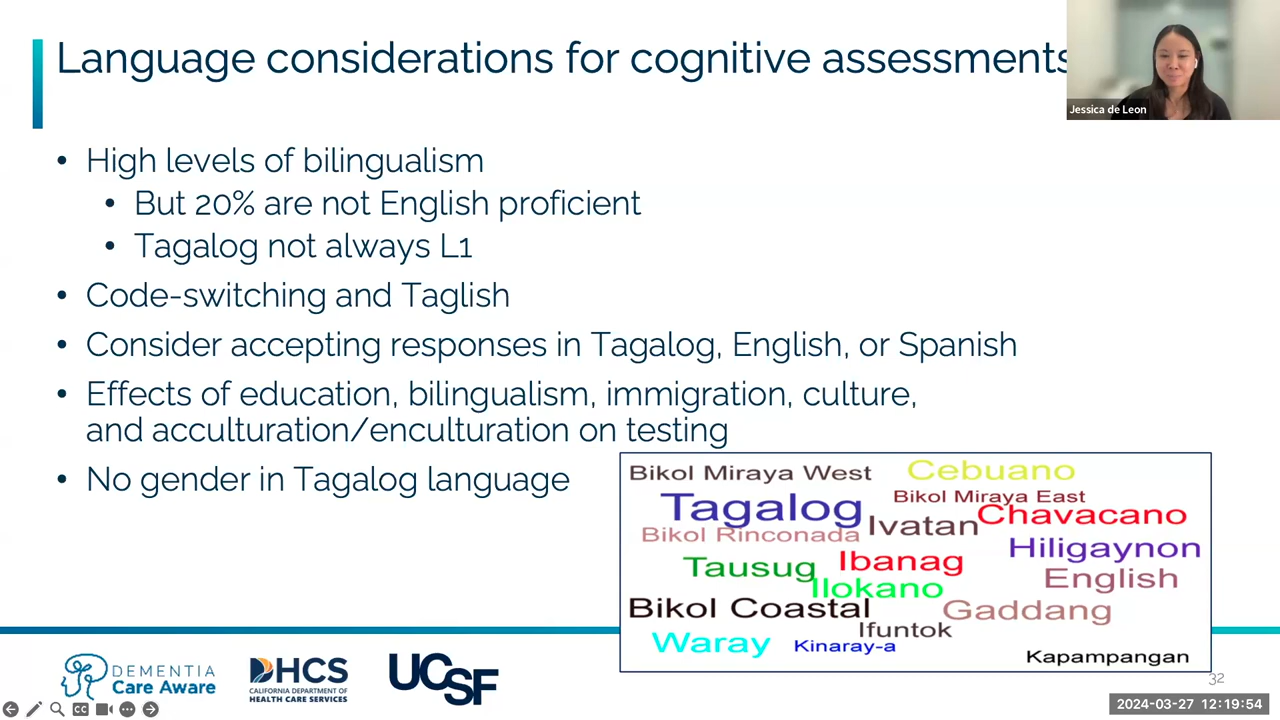 Language considerations for cognitive assessments
Jessica de Leon
• High levels of bilingualism
• But 20% are not English proficient
• Tagalog not always L1
• Code-switching and Taglish
• Consider accepting responses in Tagalog, English, or Spanish
• Effects of education, bilingualism, immigration, culture,
and acculturation/enculturation on testing
• No gender in Tagalog language
Bikol Miraya West
Cebuano
Bikol Miraya East
Tagalog
Chavacano
Ivatan
Bikol Rinconada
Hiligaynon
Ibanag
Tausug
English
Ilokano
Bikol Coastal
Gaddang
Ifuntok
Waray
Kinaray-a
Kapampangan
DEMENTIA
Care Aware
DHCS
CALIFORNIA DEPARTMENT OF
HEALTH CARE SERVICES
UCSF
32
CC
2024-03-27 12:19:54